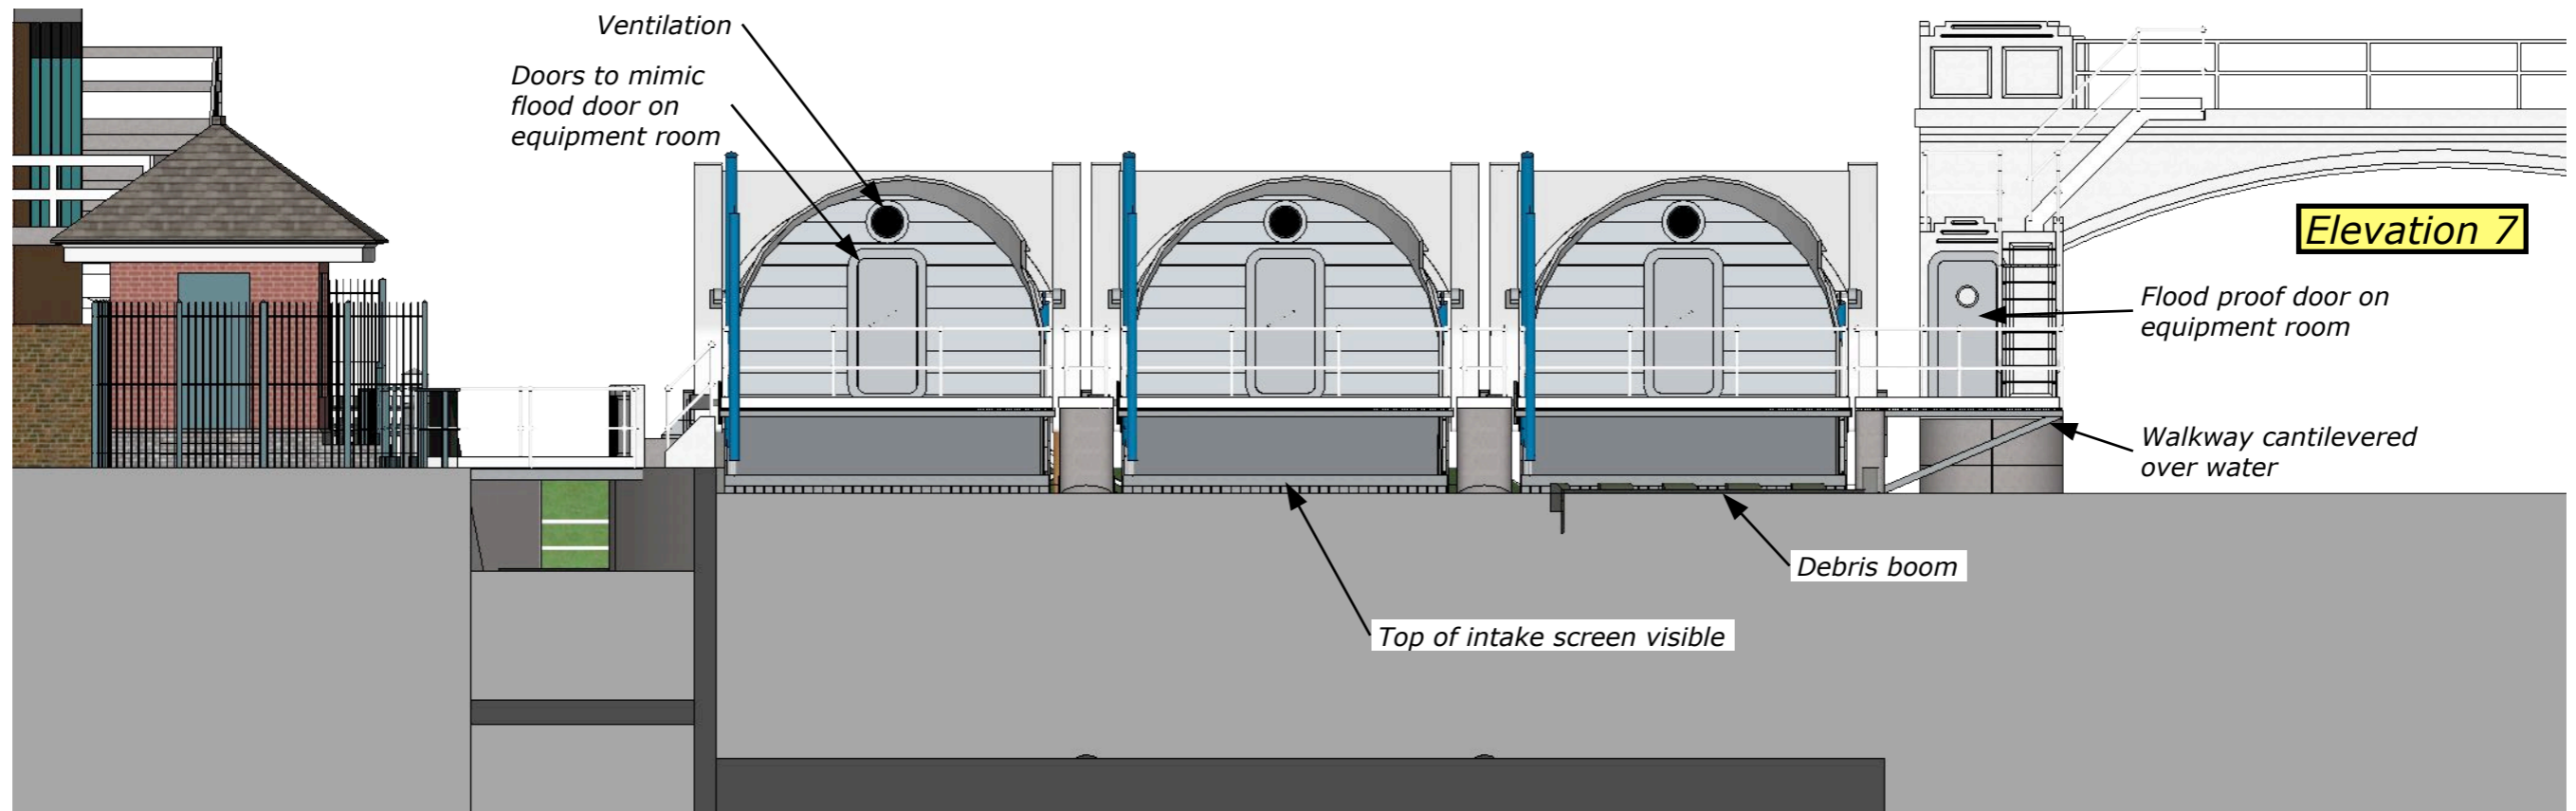 Ventilation
Doors to mimic
flood door on
equipment room
Elevation 7
Flood proof door on
equipment room
Walkway cantilevered
over water
Debris boom
Top of intake screen visible